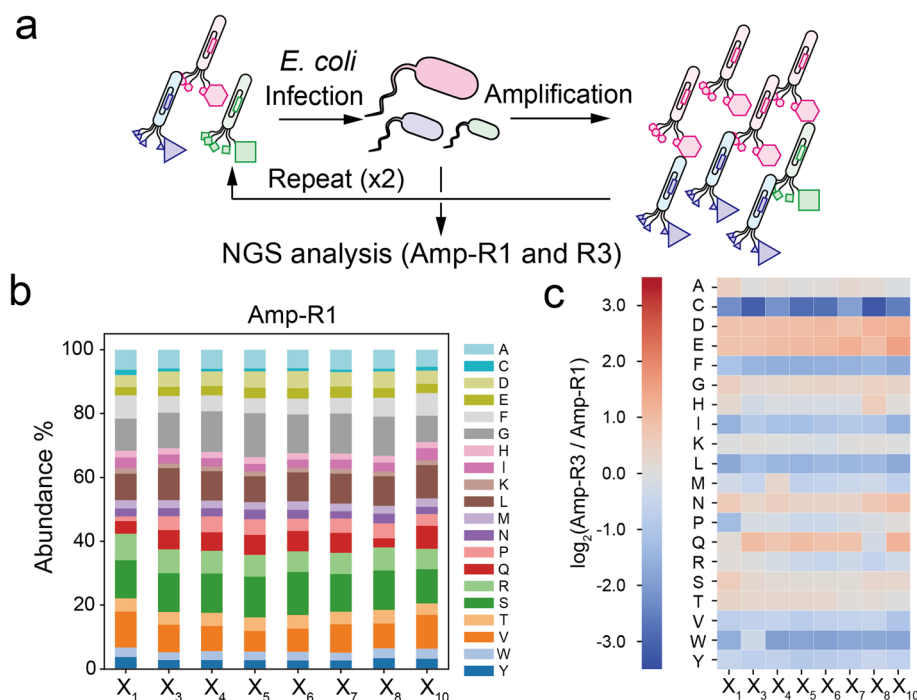 a
E. coli
Infection
Amplification
Repeat (x2)
NGS analysis (Amp-R1 and R3)
b
Amp-R1
Abundance %
100
80
60
40
20
0
X1 X3 X4 X5 X6 X7 X8 X10
A
C
D
E
F
G
H
I
K
L
M
N
P
Q
R
S
T
V
W
Y
c
3.0
2.0
1.0
0.0
-1.0
-2.0
-3.0
log2(Amp-R3 / Amp-R1)
A
C
D
E
F
G
H
I
K
L
M
N
P
Q
R
S
T
V
W
Y
X1 X3 X4 X5 X6 X7 X8 X10